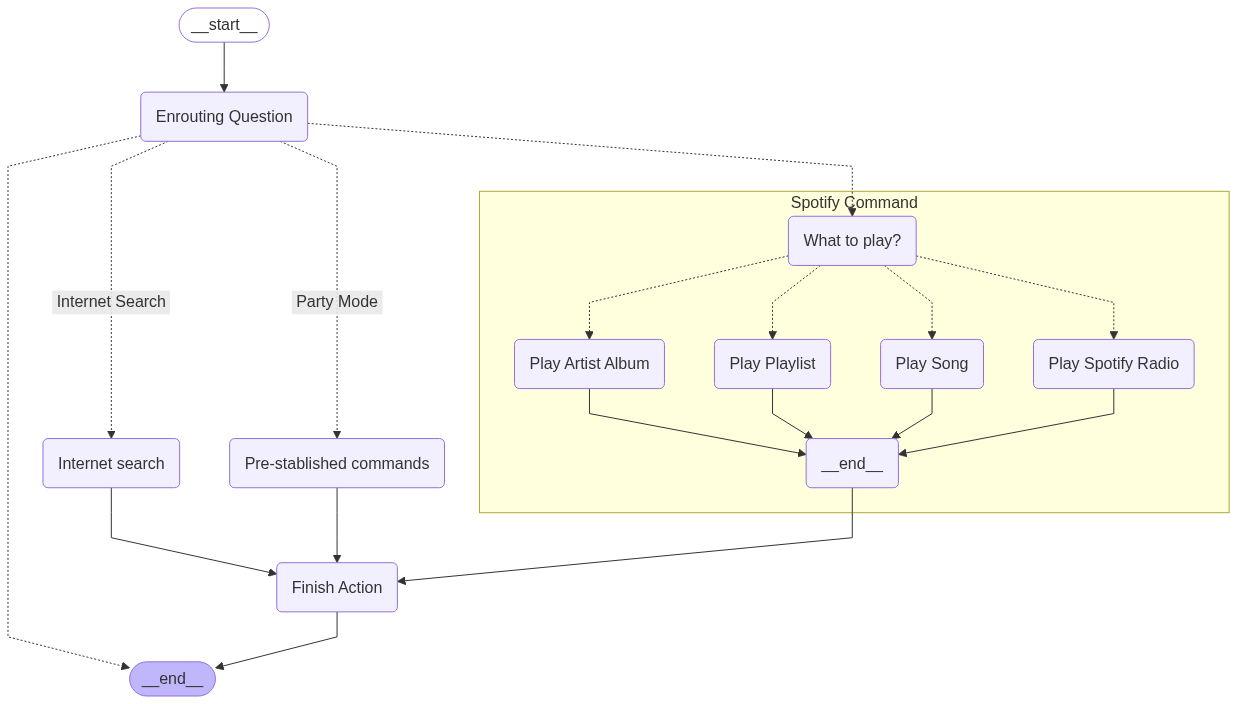 __start__
Enrouting Question
Spotify Command
What to play?
Internet Search
Party Mode
Play Artist Album
Play Playlist
Play Song
Play Spotify Radio
Internet search
Pre-stablished commands
__end__
Finish Action
__end__